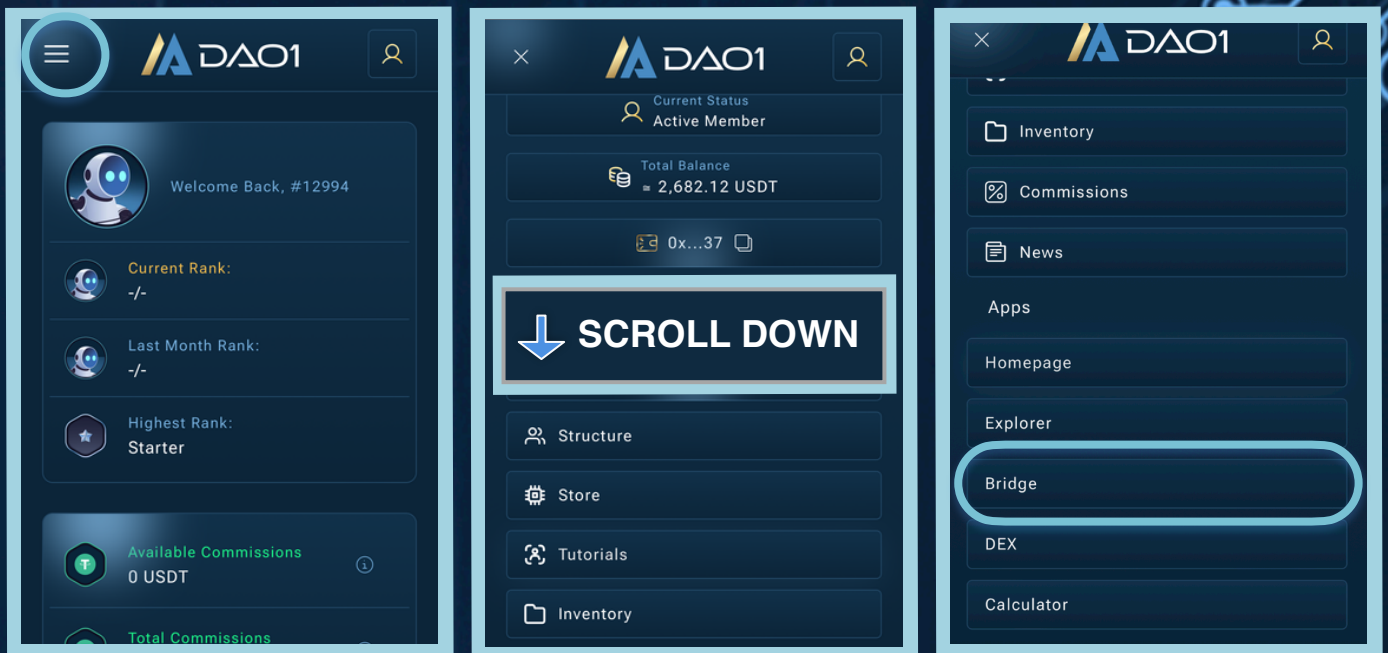 DAO1
Welcome Back, #12994
Current Rank:
-/-
Last Month Rank:
-/-
Highest Rank:
Starter
Available Commissions
0 USDT
Total Commissions
DAO1
Current Status
Active Member
Total Balance
≃ 2,682.12 USDT
0x...37
SCROLL DOWN
Structure
Store
Tutorials
Inventory
DAO1
Inventory
Commissions
News
Apps
Homepage
Explorer
Bridge
DEX
Calculator